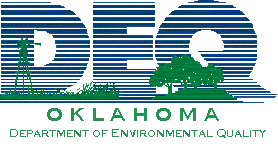 DEQ
OKLAHOMA
DEPARTMENT OF ENVIRONMENTAL QUALITY